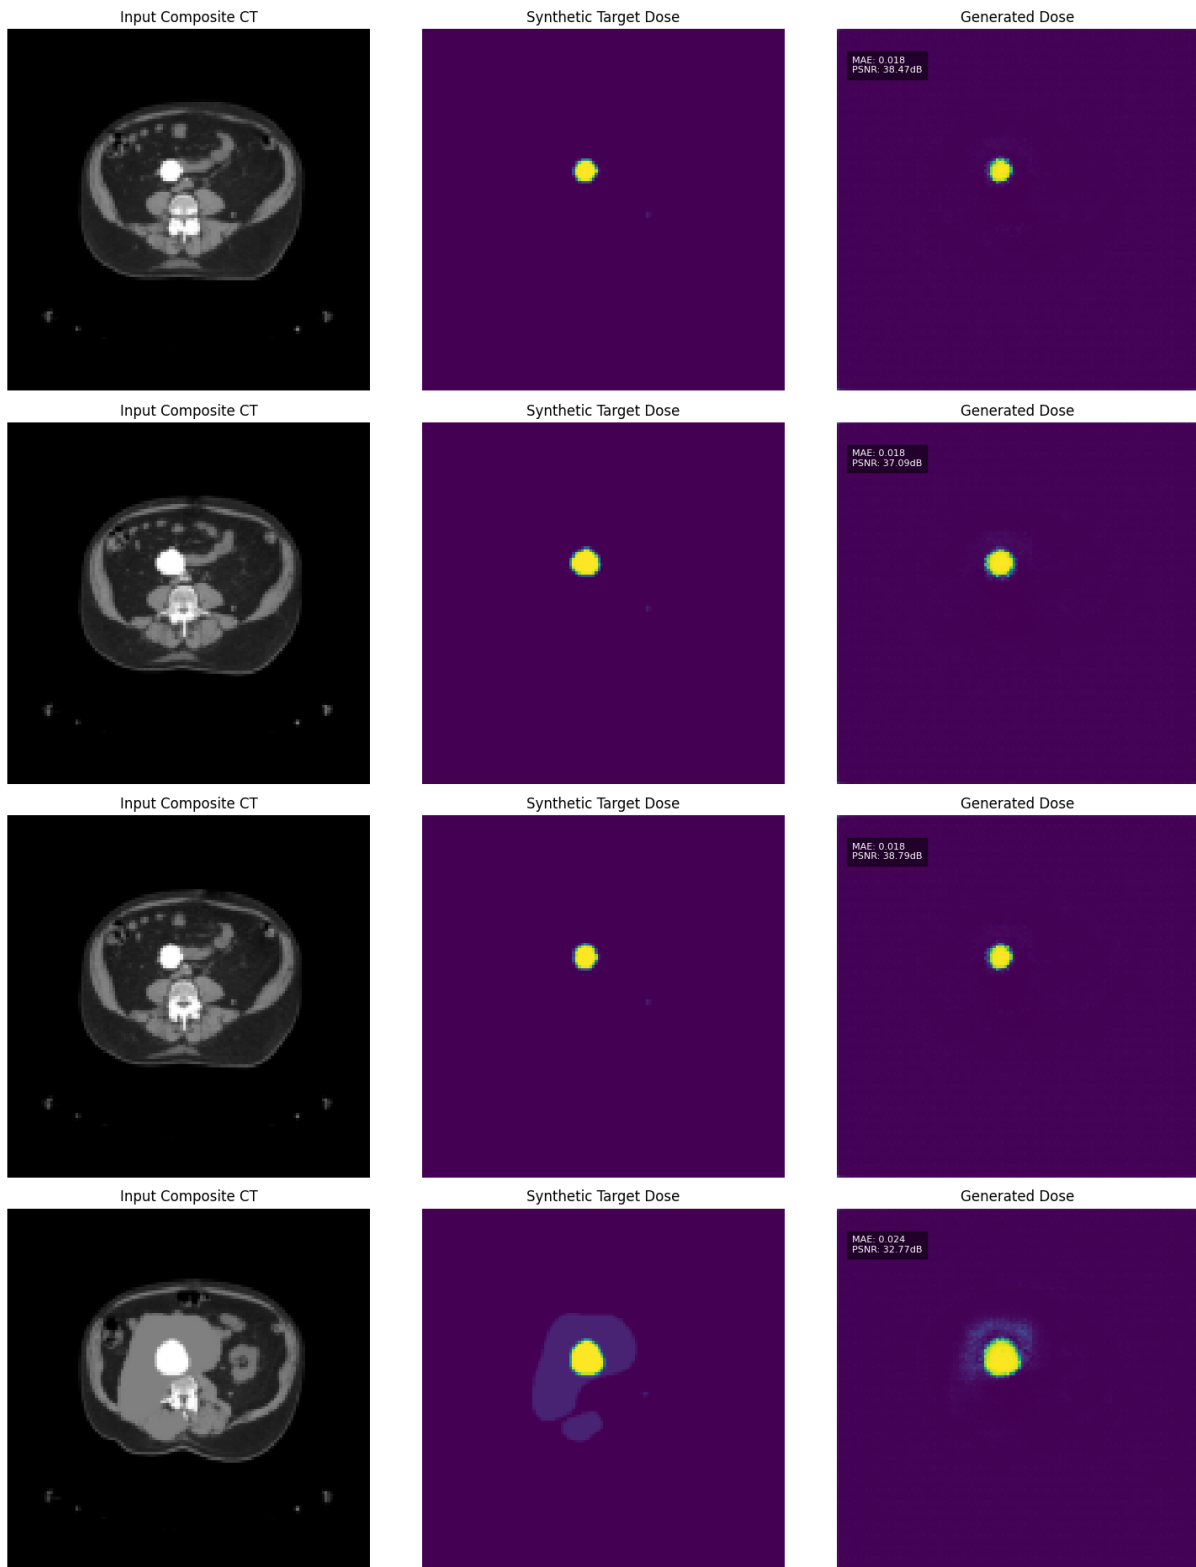 Input Composite CT
Synthetic Target Dose
Generated Dose
MAE: 0.018
PSNR: 38.47dB
Input Composite CT
Synthetic Target Dose
Generated Dose
MAE: 0.018
PSNR: 37.09dB
Input Composite CT
Synthetic Target Dose
Generated Dose
MAE: 0.018
PSNR: 38.79dB
Input Composite CT
Synthetic Target Dose
Generated Dose
MAE: 0.024
PSNR: 32.77dB